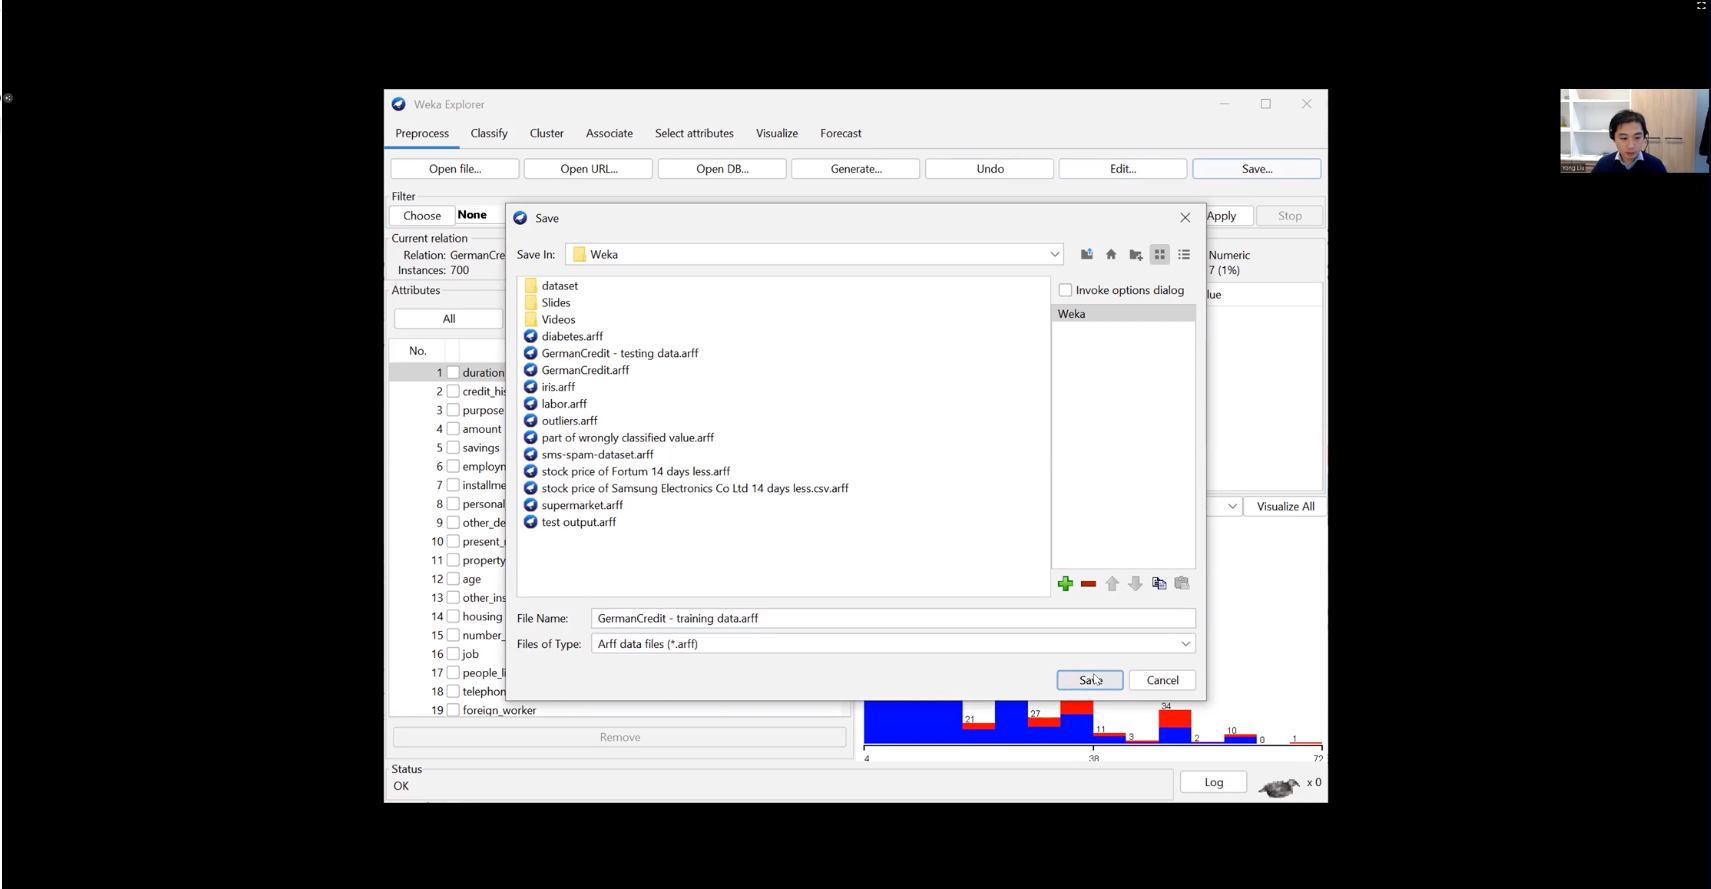 Weka Explorer
Preprocess Classify Cluster Associate Select attributes Visualize Forecast
Open file... Open URL... Open DB... Generate... Undo Edit... Save...
Filter
Choose None Apply Stop
Current relation
Relation: GermanCre
Instances: 700
Numeric
7 (1%)
Attributes
All
lue
No.
1 duration
2 credit_his
3 purpose
4 amount
5 savings
6 employn
7 installme
8 personal
9 other_de
10 present_
11 property
12 age
13 other_ins
14 housing
15 number_
16 job
17 people_li
18 telephon
19 foreign_worker
Remove
Save
Save In: Weka
dataset
Slides
Videos
diabetes.arff
GermanCredit - testing data.arff
GermanCredit.arff
iris.arff
labor.arff
outliers.arff
part of wrongly classified value.arff
sms-spam-dataset.arff
stock price of Fortum 14 days less.arff
stock price of Samsung Electronics Co Ltd 14 days less.csv.arff
supermarket.arff
test output.arff
Invoke options dialog
Weka
File Name: GermanCredit - training data.arff
Files of Type: Arff data files (*.arff)
Save Cancel
Visualize All
21 27 11 3 34 2 10 0 1
4 38 72
Status
OK
Log x 0
Yong Liu